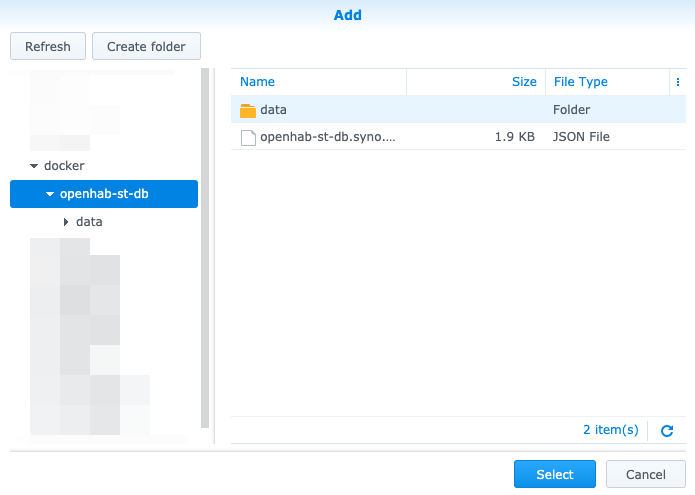 Add
Refresh Create folder
Name Size File Type
data Folder
openhab-st-db.syno.... 1.9 KB JSON File
docker
openhab-st-db
data
2 item(s)
Select Cancel